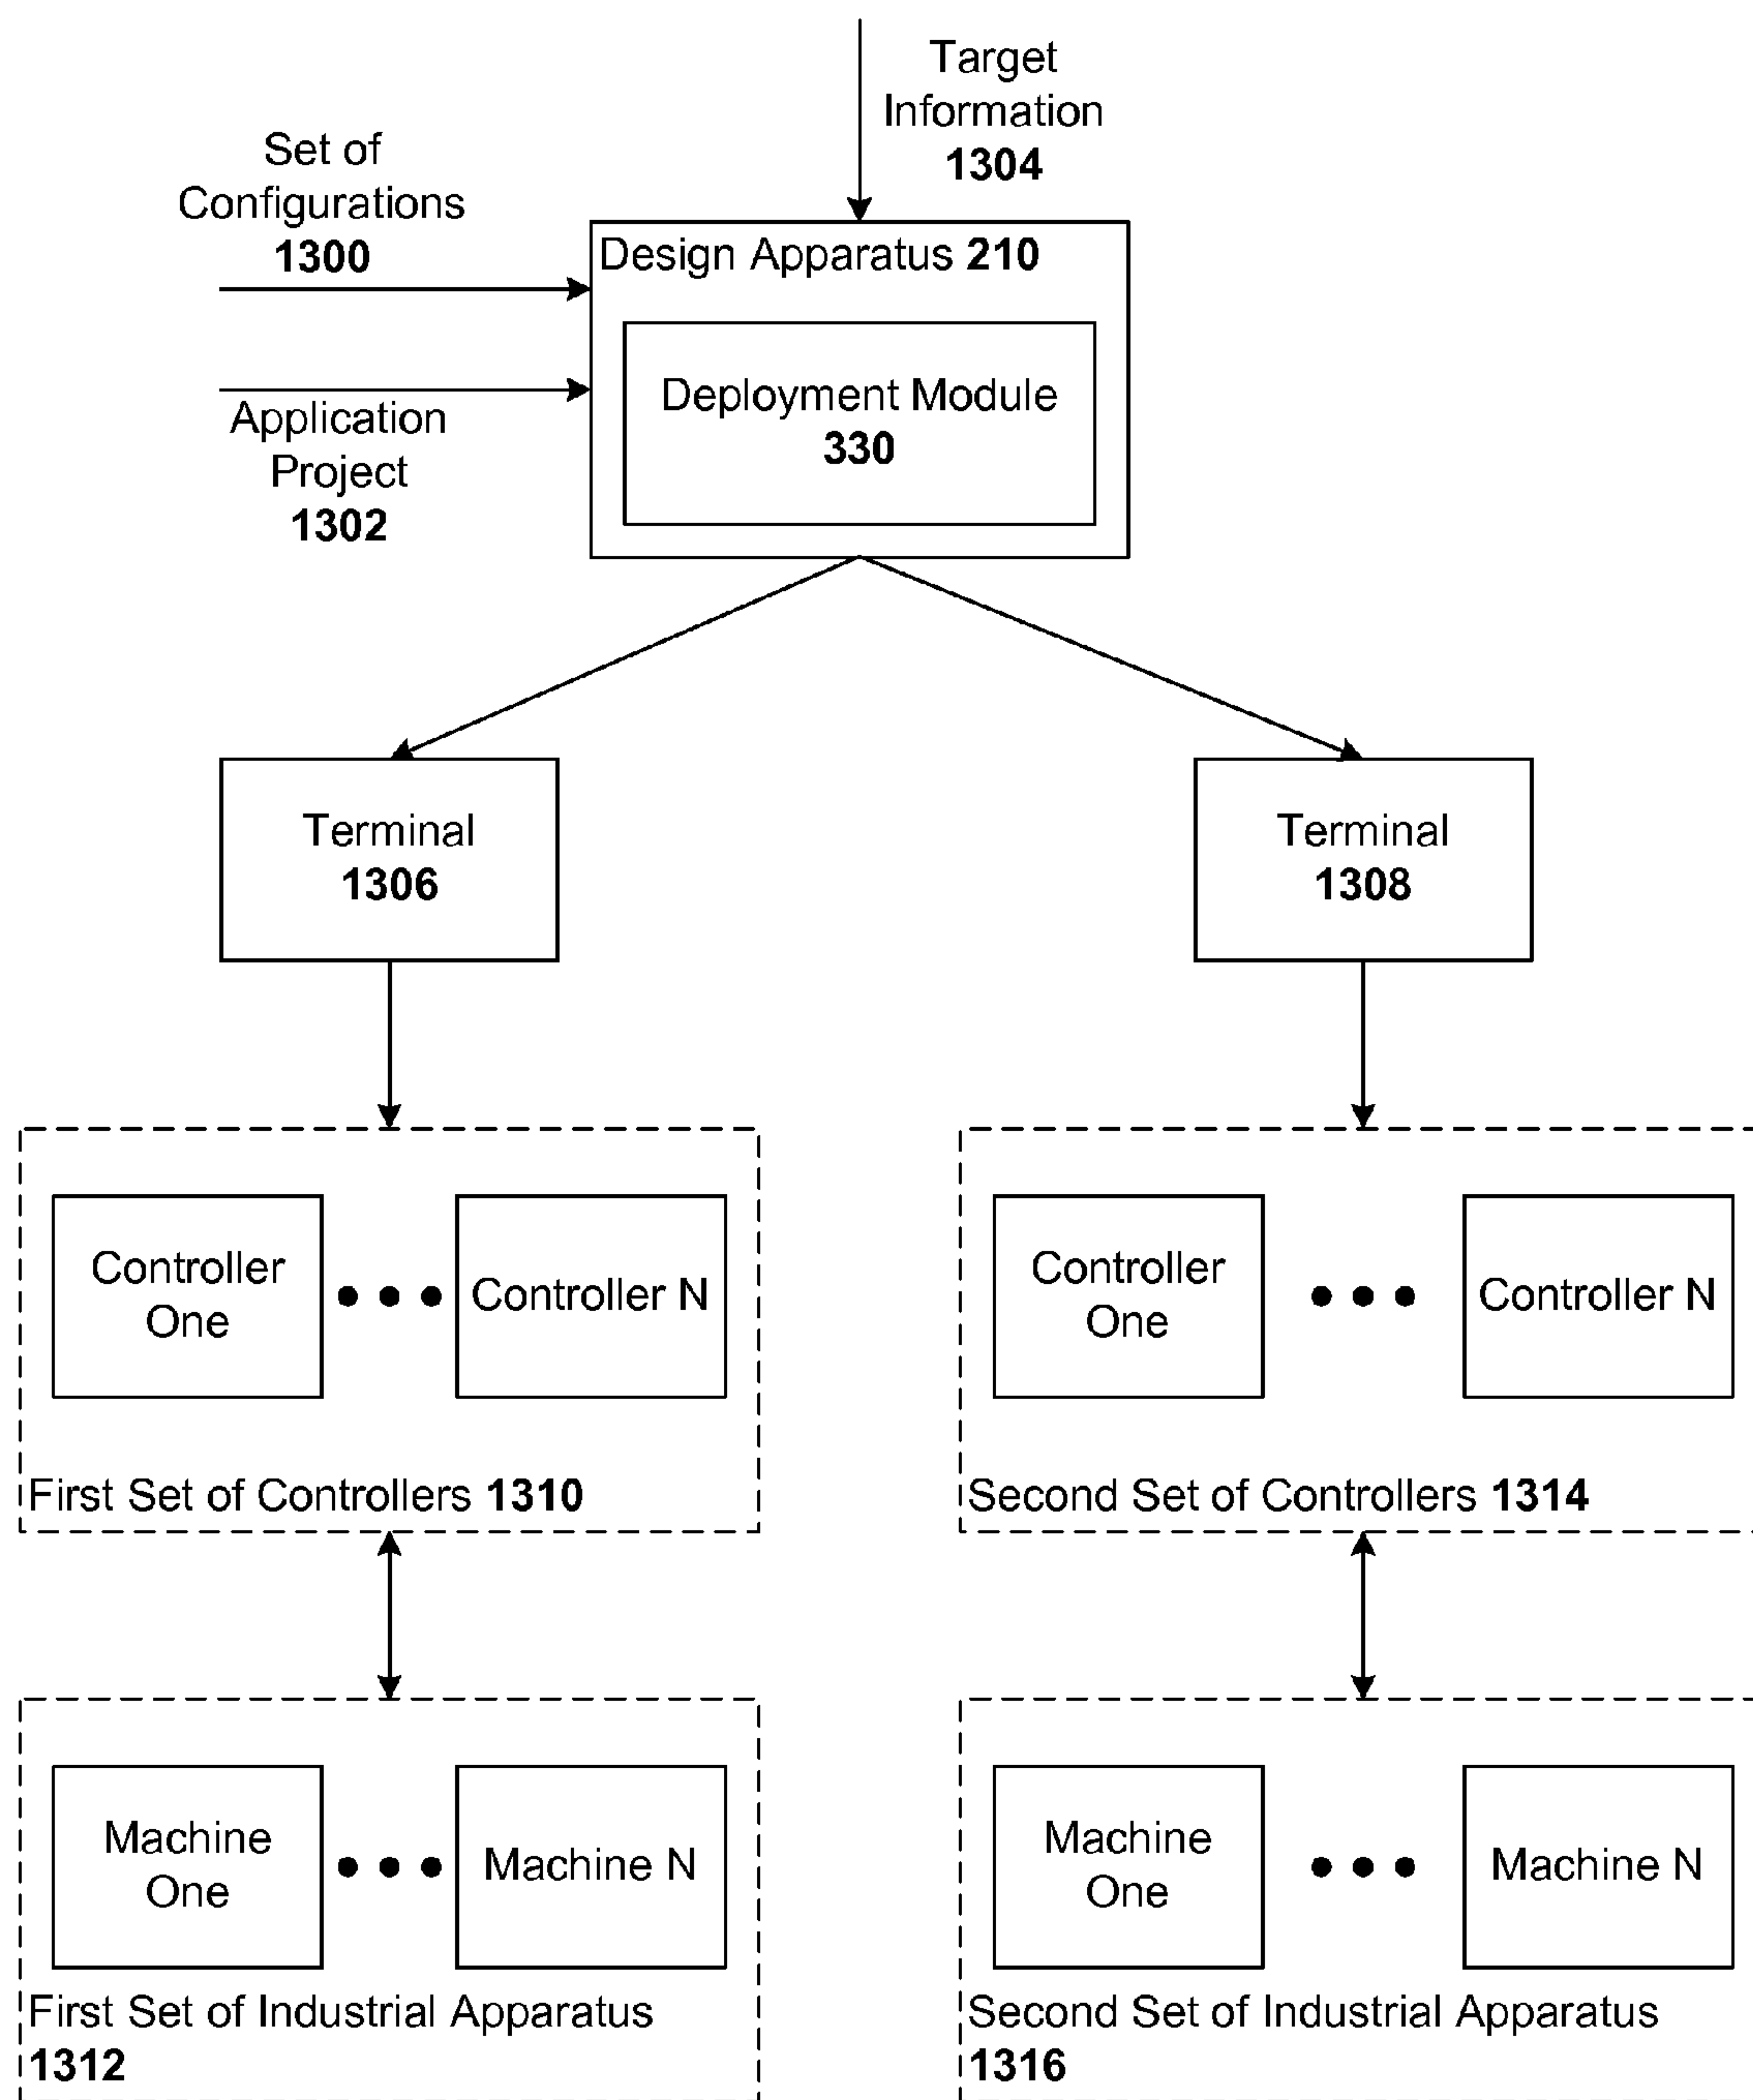 Target
Information
1304
Set of
Configurations
1300
Design Apparatus 210
Application
Project
1302
Deployment Module
330
Terminal
1306
Terminal
1308
Controller
One
Controller N
First Set of Controllers 1310
Controller
One
Controller N
Second Set of Controllers 1314
Machine
One
Machine N
First Set of Industrial Apparatus
1312
Machine
One
Machine N
Second Set of Industrial Apparatus
1316